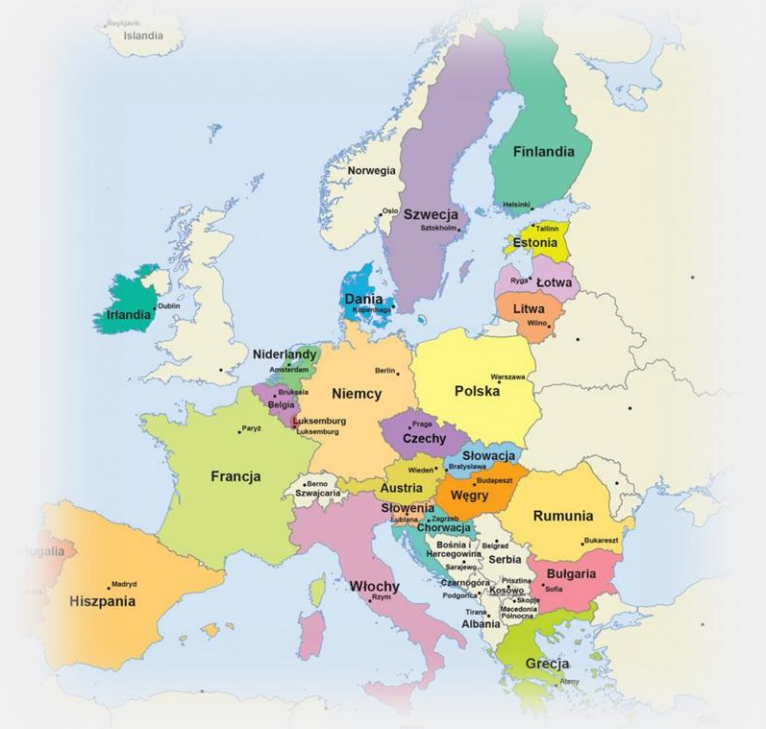 Reykjavik
Islandia
Finlandia
Norwegia
Helsinki
Oslo
Szwecja
Sztokholm
Tallinn
Estonia
Ryga
Łotwa
Dania
Kopenhaga
Litwa
Wilno
Dublin
Irlandia
Niderlandy
Amsterdam
Berlin
Warszawa
Niemcy
Polska
Bruksela
Belgia
Luksemburg
Luksemburg
Paryż
Praga
Czechy
Słowacja
Bratysława
Wiedeń
Francja
Berno
Szwajcaria
Austria
Budapeszt
Węgry
Słowenia
Lublana
Zagrzeb
Chorwacja
Rumunia
Bukareszt
Bośnia i
Hercegowina
Belgrad
Sarajewo
Serbia
tugalia
Madryd
Hiszpania
Włochy
Rzym
Czarnogóra
Podgorica
Prisztina
Kosowo
Bułgaria
Sofia
Skopje
Macedonia
Północna
Tirana
Albania
Grecja
Ateny